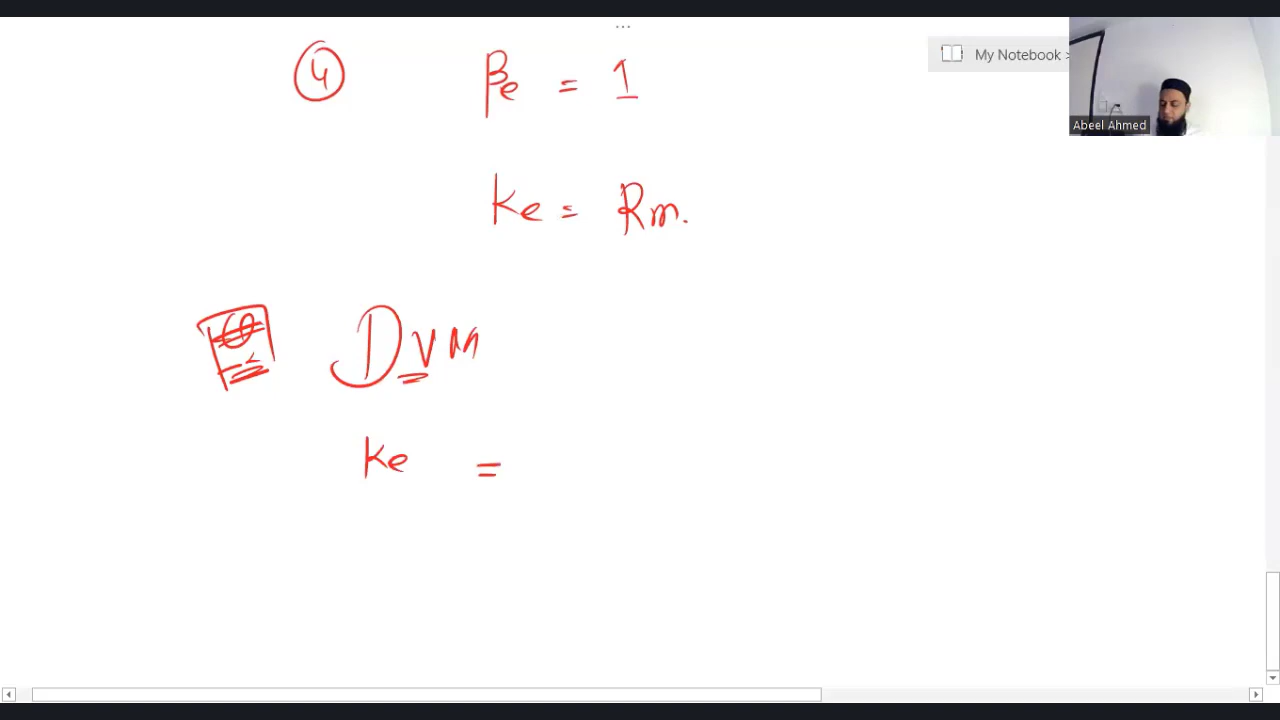 ...
My Notebook >
Abeel Ahmed
④ βe = 1
Ke = Rm.
DVM
Ke =